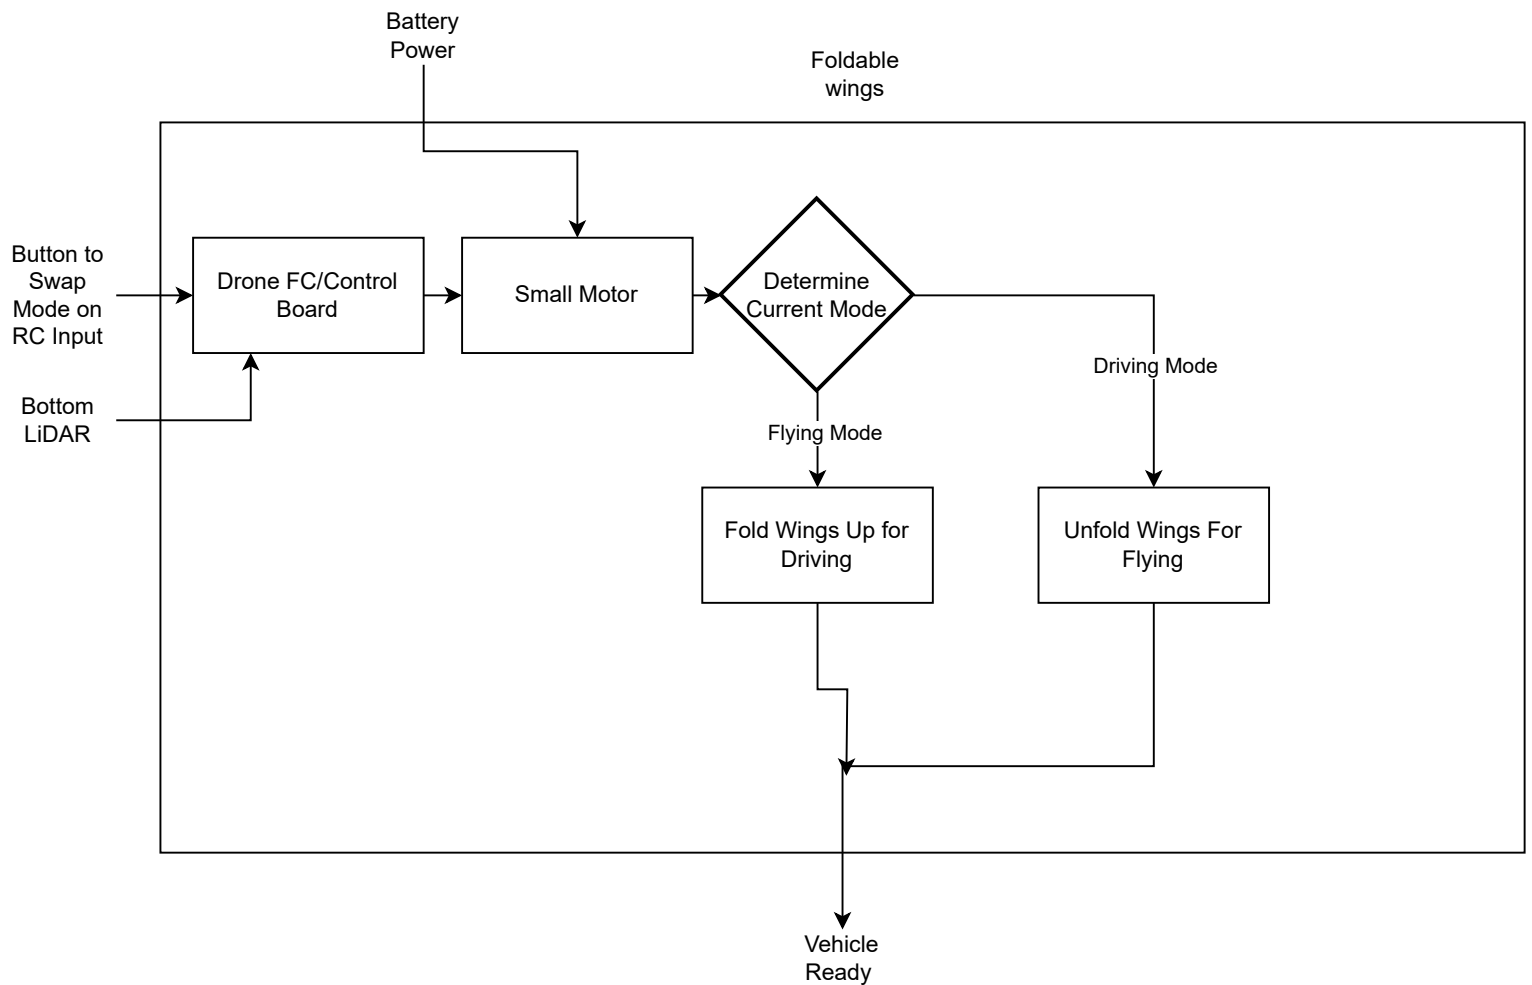 Battery
Power
Foldable
wings
Button to
Swap
Mode on
RC Input
Drone FC/Control
Board
Small Motor
Determine
Current Mode
Driving Mode
Bottom
LiDAR
Flying Mode
Fold Wings Up for
Driving
Unfold Wings For
Flying
Vehicle
Ready